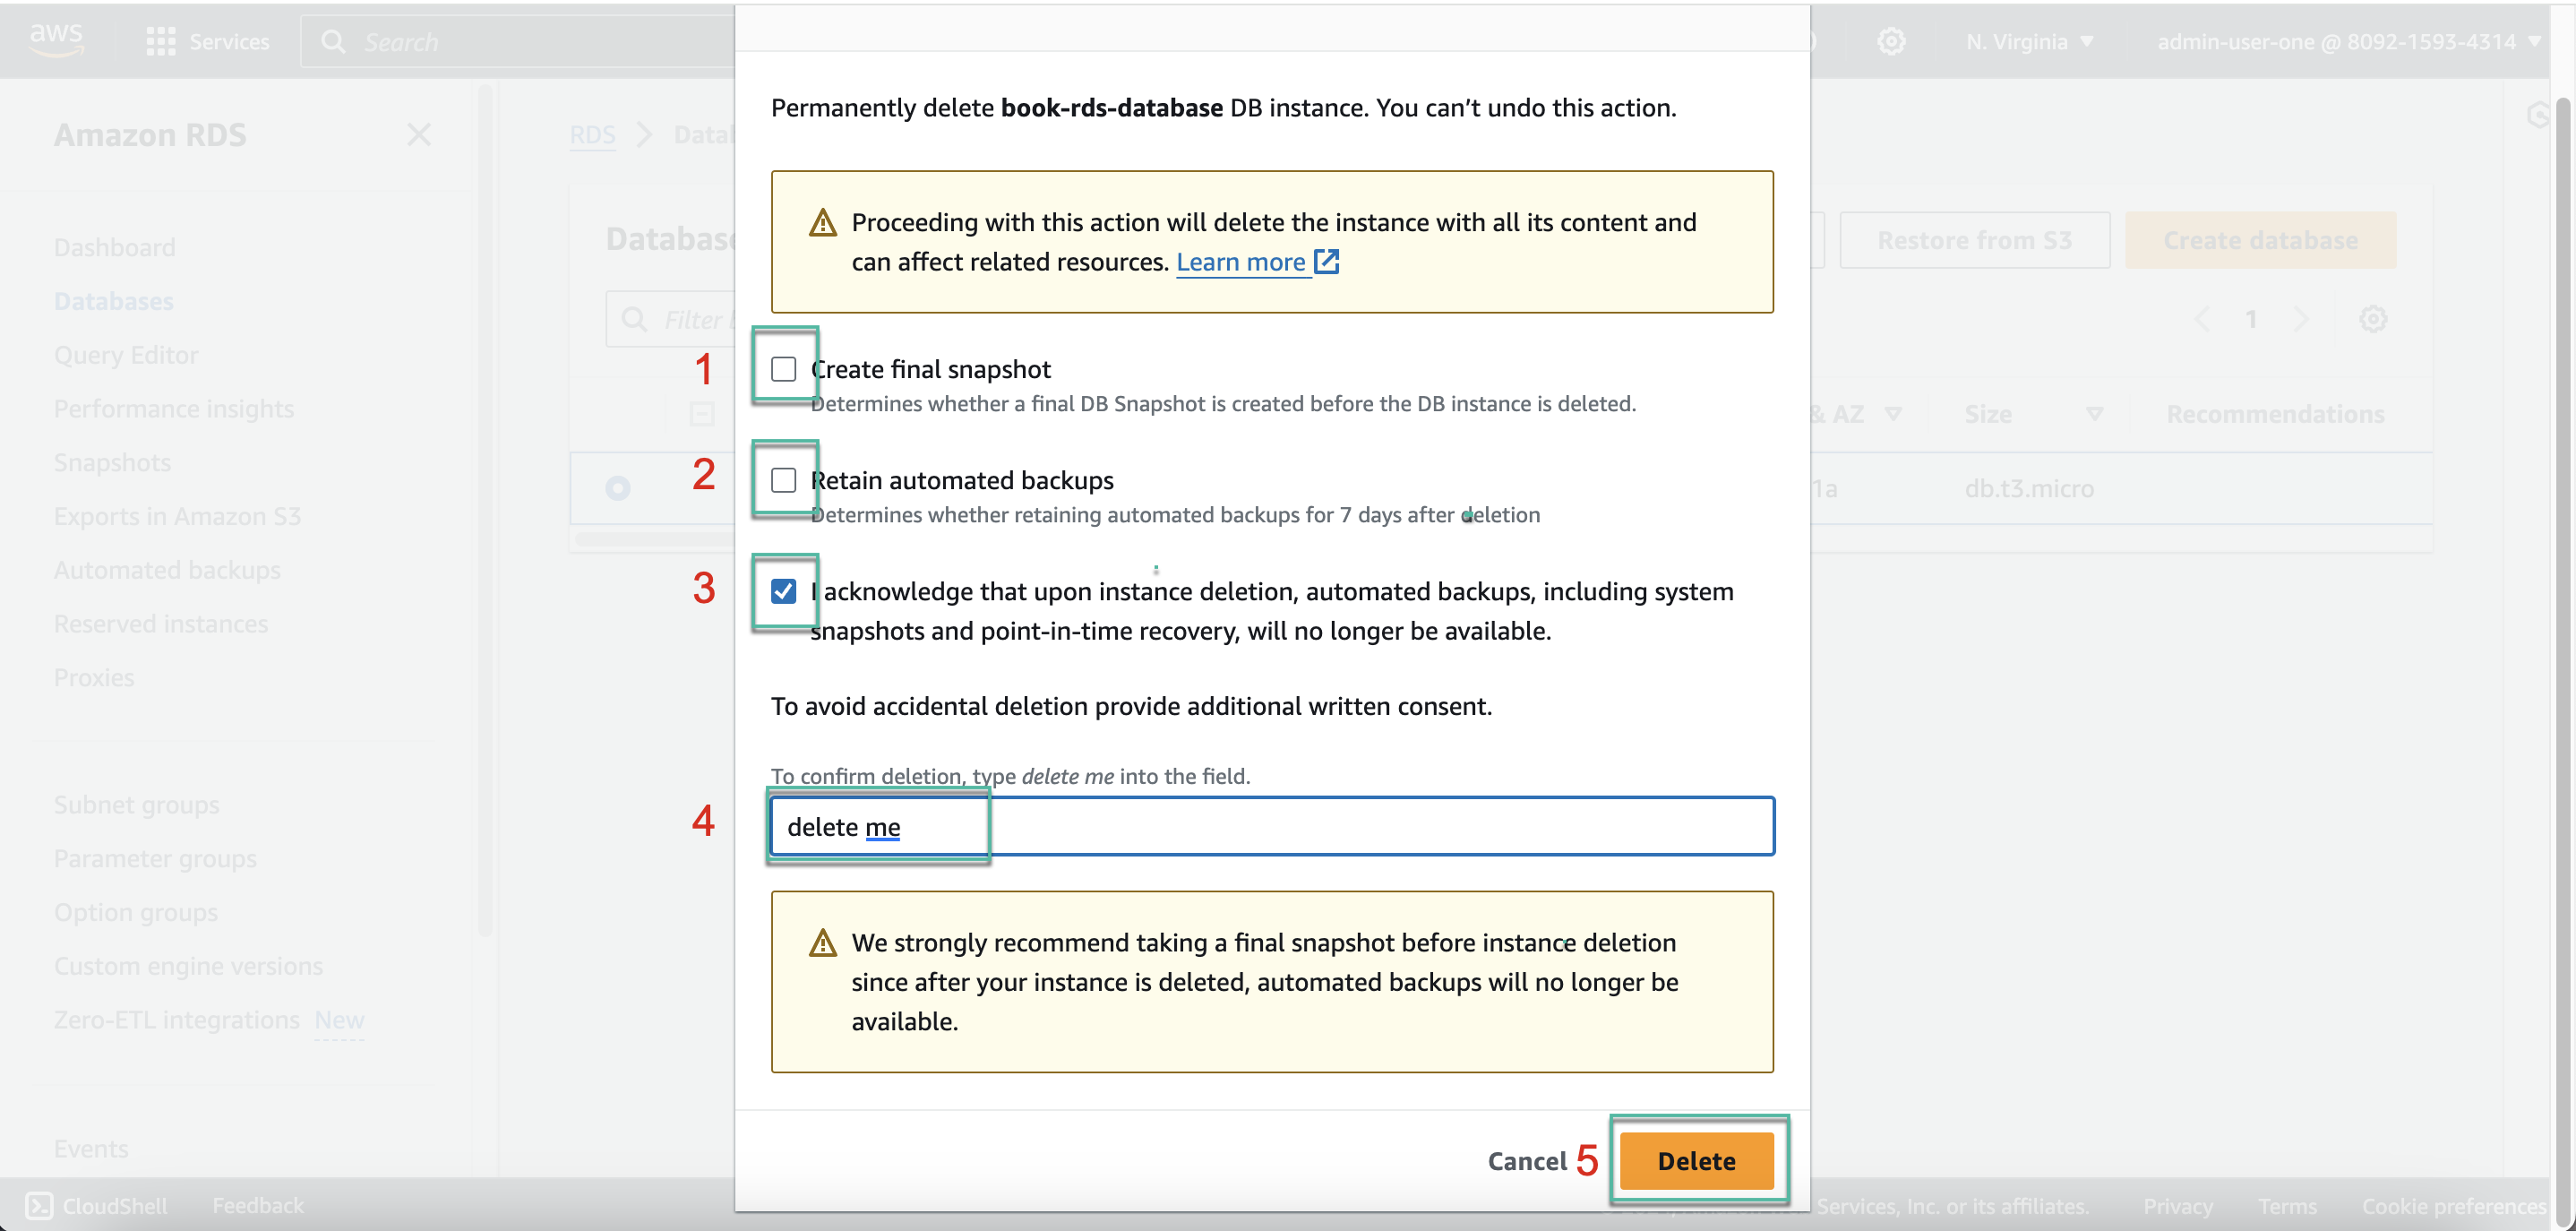 aws
Services
Search
N. Virginia
admin-user-one @ 8092-1593-4314
Amazon RDS
Dashboard
Databases
Query Editor
Performance insights
Snapshots
Exports in Amazon S3
Automated backups
Reserved instances
Proxies
Subnet groups
Parameter groups
Option groups
Custom engine versions
Zero-ETL integrations New
Events
RDS
Restore from S3
Create database
Filter
1
& AZ
Size
Recommendations
1a
db.t3.micro
Permanently delete book-rds-database DB instance. You can’t undo this action.
Proceeding with this action will delete the instance with all its content and
can affect related resources. Learn more
1
Create final snapshot
Determines whether a final DB Snapshot is created before the DB instance is deleted.
2
Retain automated backups
Determines whether retaining automated backups for 7 days after deletion
3
I acknowledge that upon instance deletion, automated backups, including system
snapshots and point-in-time recovery, will no longer be available.
To avoid accidental deletion provide additional written consent.
To confirm deletion, type delete me into the field.
4
delete me
We strongly recommend taking a final snapshot before instance deletion
since after your instance is deleted, automated backups will no longer be
available.
Cancel
5
Delete
CloudShell
Feedback
Services, Inc. or its affiliates.
Privacy
Terms
Cookie preferences